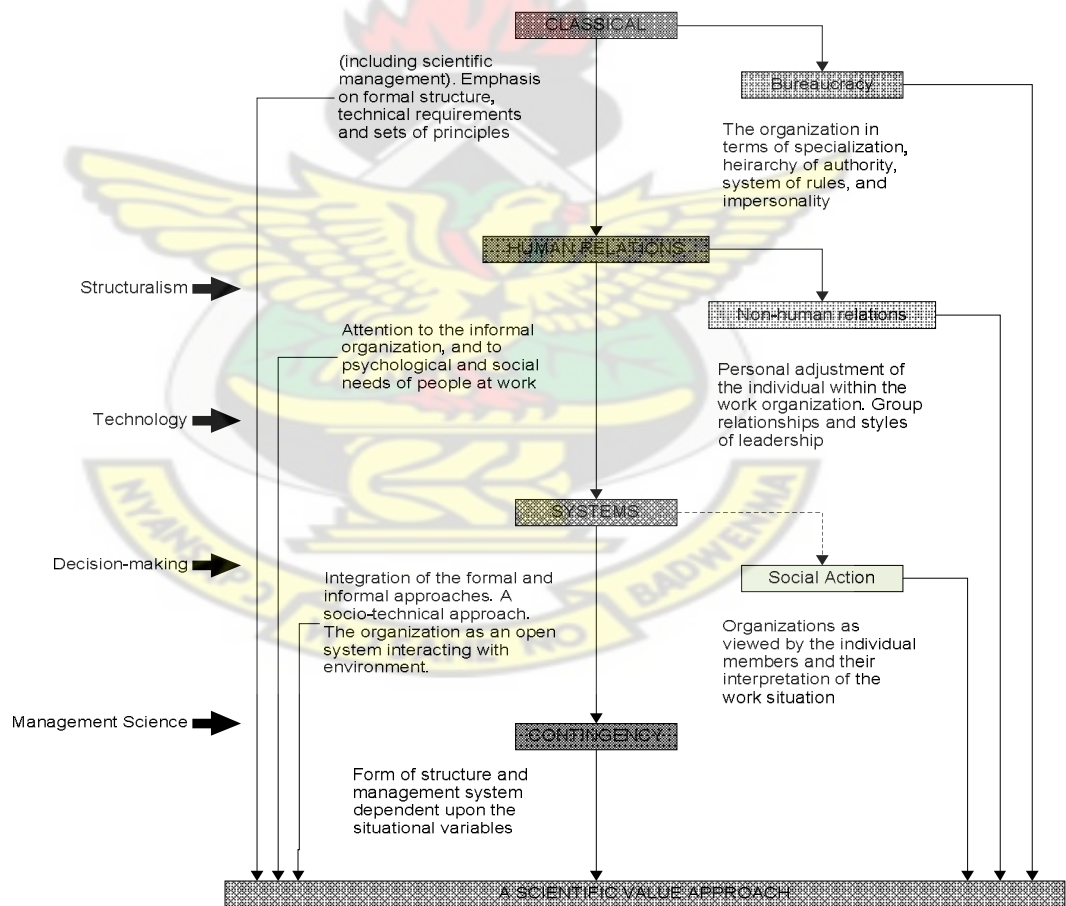 CLASSICAL
(including scientific
management). Emphasis
on formal structure,
technical requirements
and sets of principles
Bureaucracy
The organization in
terms of specialization,
heirarchy of authority,
system of rules, and
impersonality
HUMAN RELATIONS
Structuralism
Non-human relations
Attention to the informal
organization, and to
psychological and social
needs of people at work
Personal adjustment of
the individual within the
work organization. Group
relationships and styles
of leadership
Technology
SYSTEMS
Decision-making
Social Action
Integration of the formal and
informal approaches. A
socio-technical approach.
The organization as an open
system interacting with
environment.
Organizations as
viewed by the individual
members and their
interpretation of the
work situation
Management Science
CONTINGENCY
Form of structure and
management system
dependent upon the
situational variables
A SCIENTIFIC VALUE APPROACH
NYANSAPƆ
NO
BADWENMA